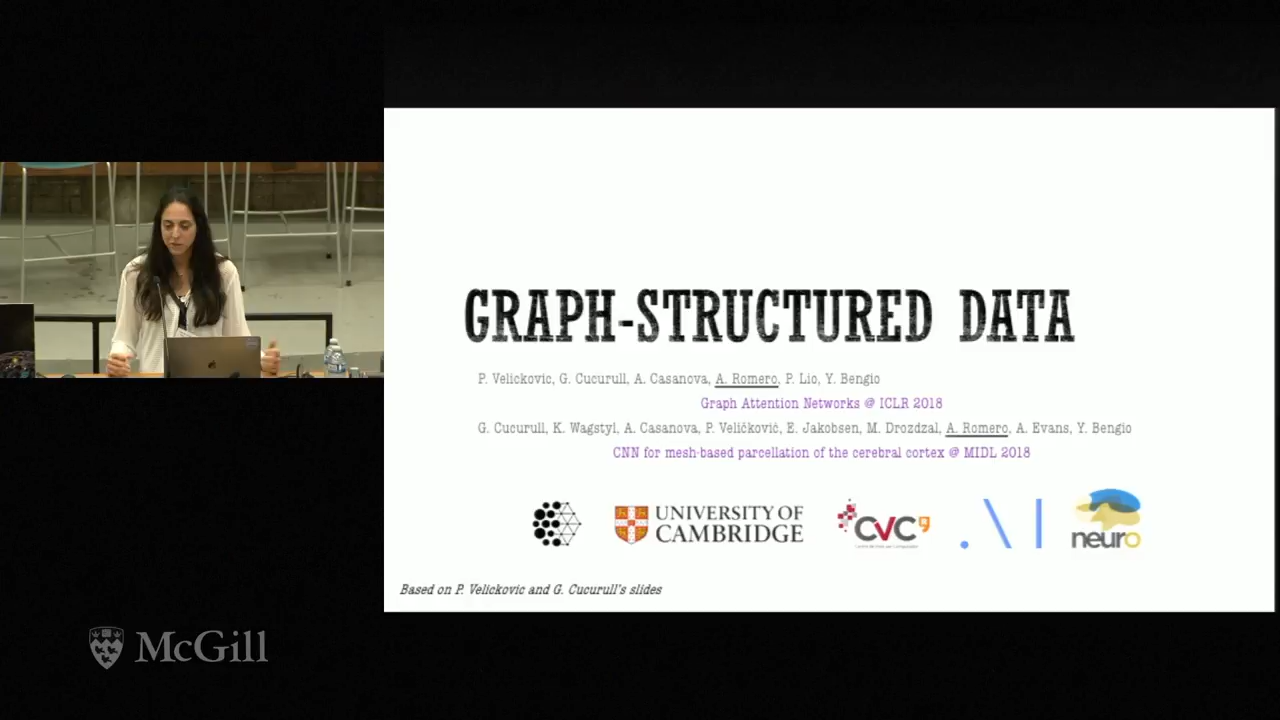 GRAPH-STRUCTURED DATA
P. Velickovic, G. Cucurull, A. Casanova, A. Romero, P. Lio, Y. Bengio
Graph Attention Networks @ ICLR 2018
G. Cucurull, K. Wagstyl, A. Casanova, P. Veličković, E. Jakobsen, M. Drozdzal, A. Romero, A. Evans, Y. Bengio
CNN for mesh-based parcellation of the cerebral cortex @ MIDL 2018
UNIVERSITY OF
CAMBRIDGE
CVC
.AI
neuro
Based on P. Velickovic and G. Cucurull's slides
McGill